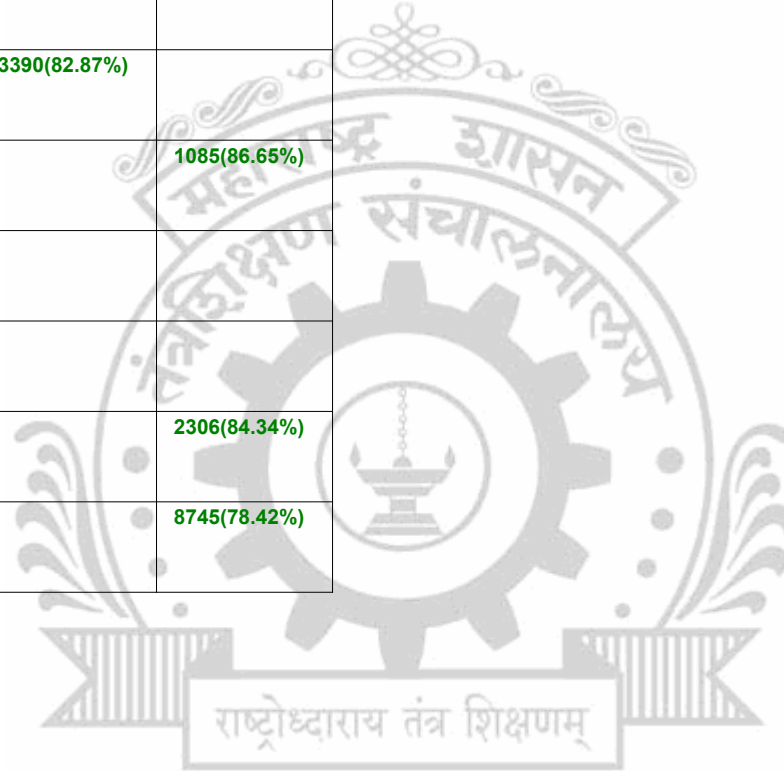 3390(82.87%)
1085(86.65%)
2306(84.34%)
8745(78.42%)
महाराष्ट्र शासन
तंत्रशिक्षण संचालनालय
राष्ट्रोध्दाराय तंत्र शिक्षणम्